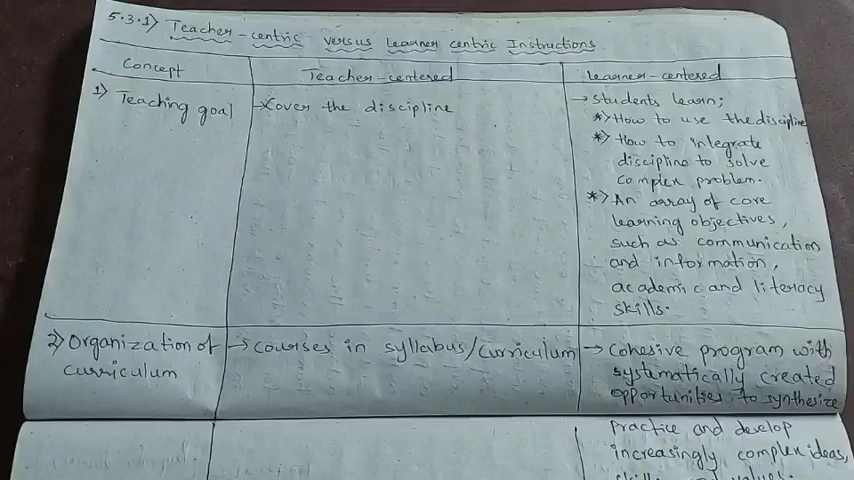 5.3.1) Teacher-centric versus learner centric Instructions
Concept Teacher-centered Learner-centered
1) Teaching goal → Cover the discipline → Students learn;
*) How to use the discipline
*) How to integrate
discipline to solve
complex problem.
*) An array of core
learning objectives,
such as communication
and information,
academic and literacy
skills.
2) Organization of → Courses in syllabus/curriculum → Cohesive program with
curriculum systematically created
opportunities to synthesize
practice and develop
increasingly complex ideas,
values.